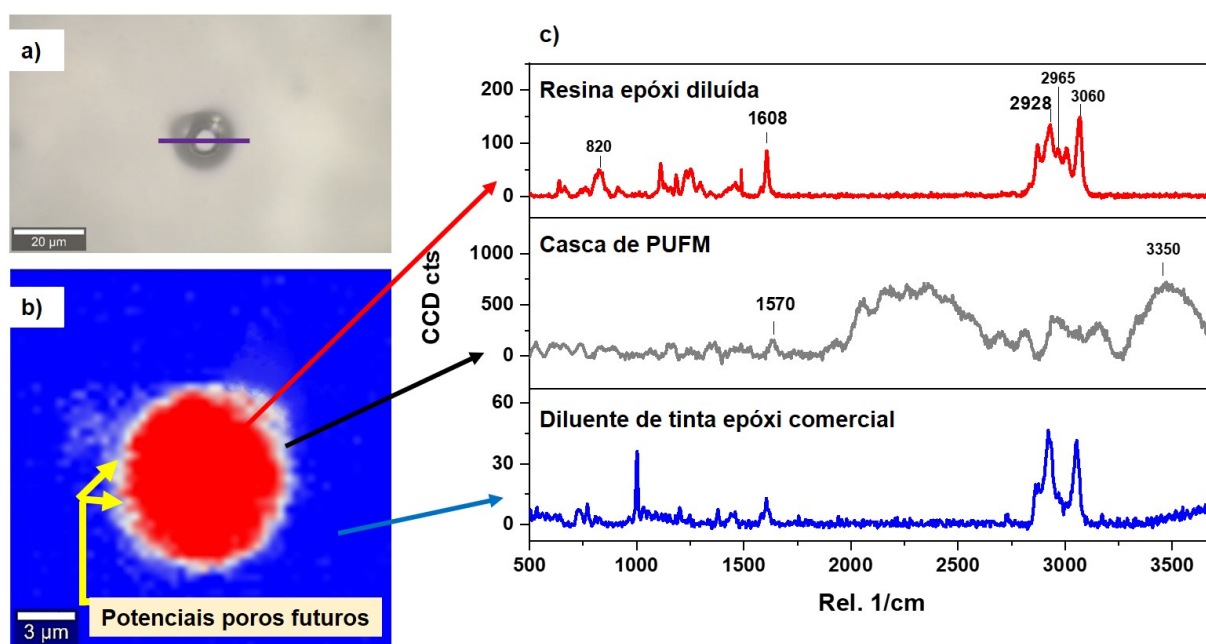 a)
20 µm
b)
Potenciais poros futuros
3 µm
c)
CCD cts
Resina epóxi diluída
200
100
0
820
1608
2928
2965
3060
Casca de PUFM
1000
500
0
1570
3350
Diluente de tinta epóxi comercial
60
30
0
500 1000 1500 2000 2500 3000 3500
Rel. 1/cm